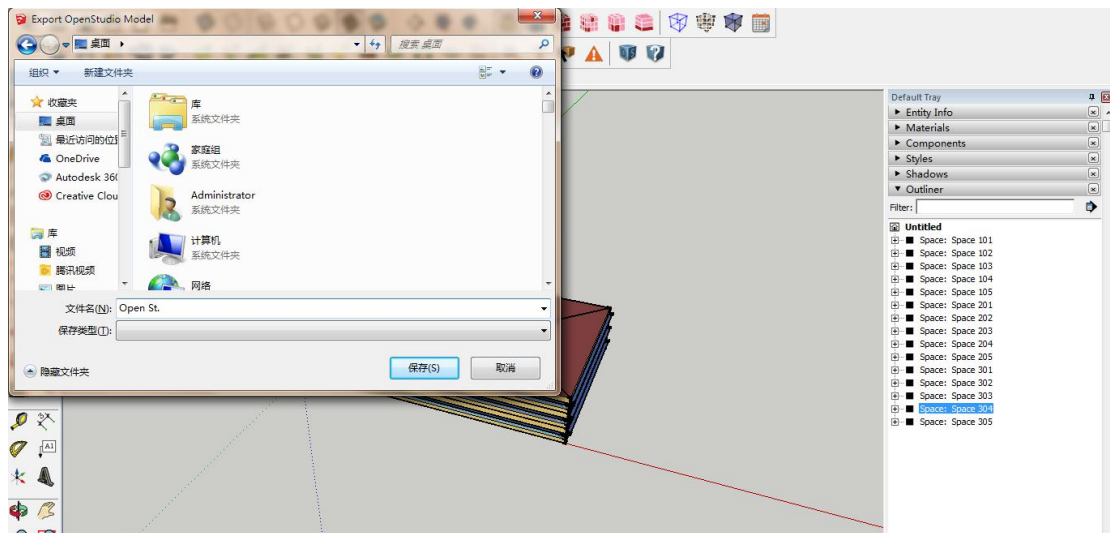 Export OpenStudio Model
桌面
搜索 桌面
组织
新建文件夹
收藏夹
桌面
最近访问的位
OneDrive
Autodesk 36
Creative Clou
库
视频
腾讯视频
图片
库
系统文件夹
家庭组
系统文件夹
Administrator
系统文件夹
计算机
系统文件夹
网络
文件名(N): Open St.
保存类型(T):
隐藏文件夹
保存(S)
取消
A1
Default Tray
Entity Info
Materials
Components
Styles
Shadows
Outliner
Filter:
Untitled
Space: Space 101
Space: Space 102
Space: Space 103
Space: Space 104
Space: Space 105
Space: Space 201
Space: Space 202
Space: Space 203
Space: Space 204
Space: Space 205
Space: Space 301
Space: Space 302
Space: Space 303
Space: Space 304
Space: Space 305